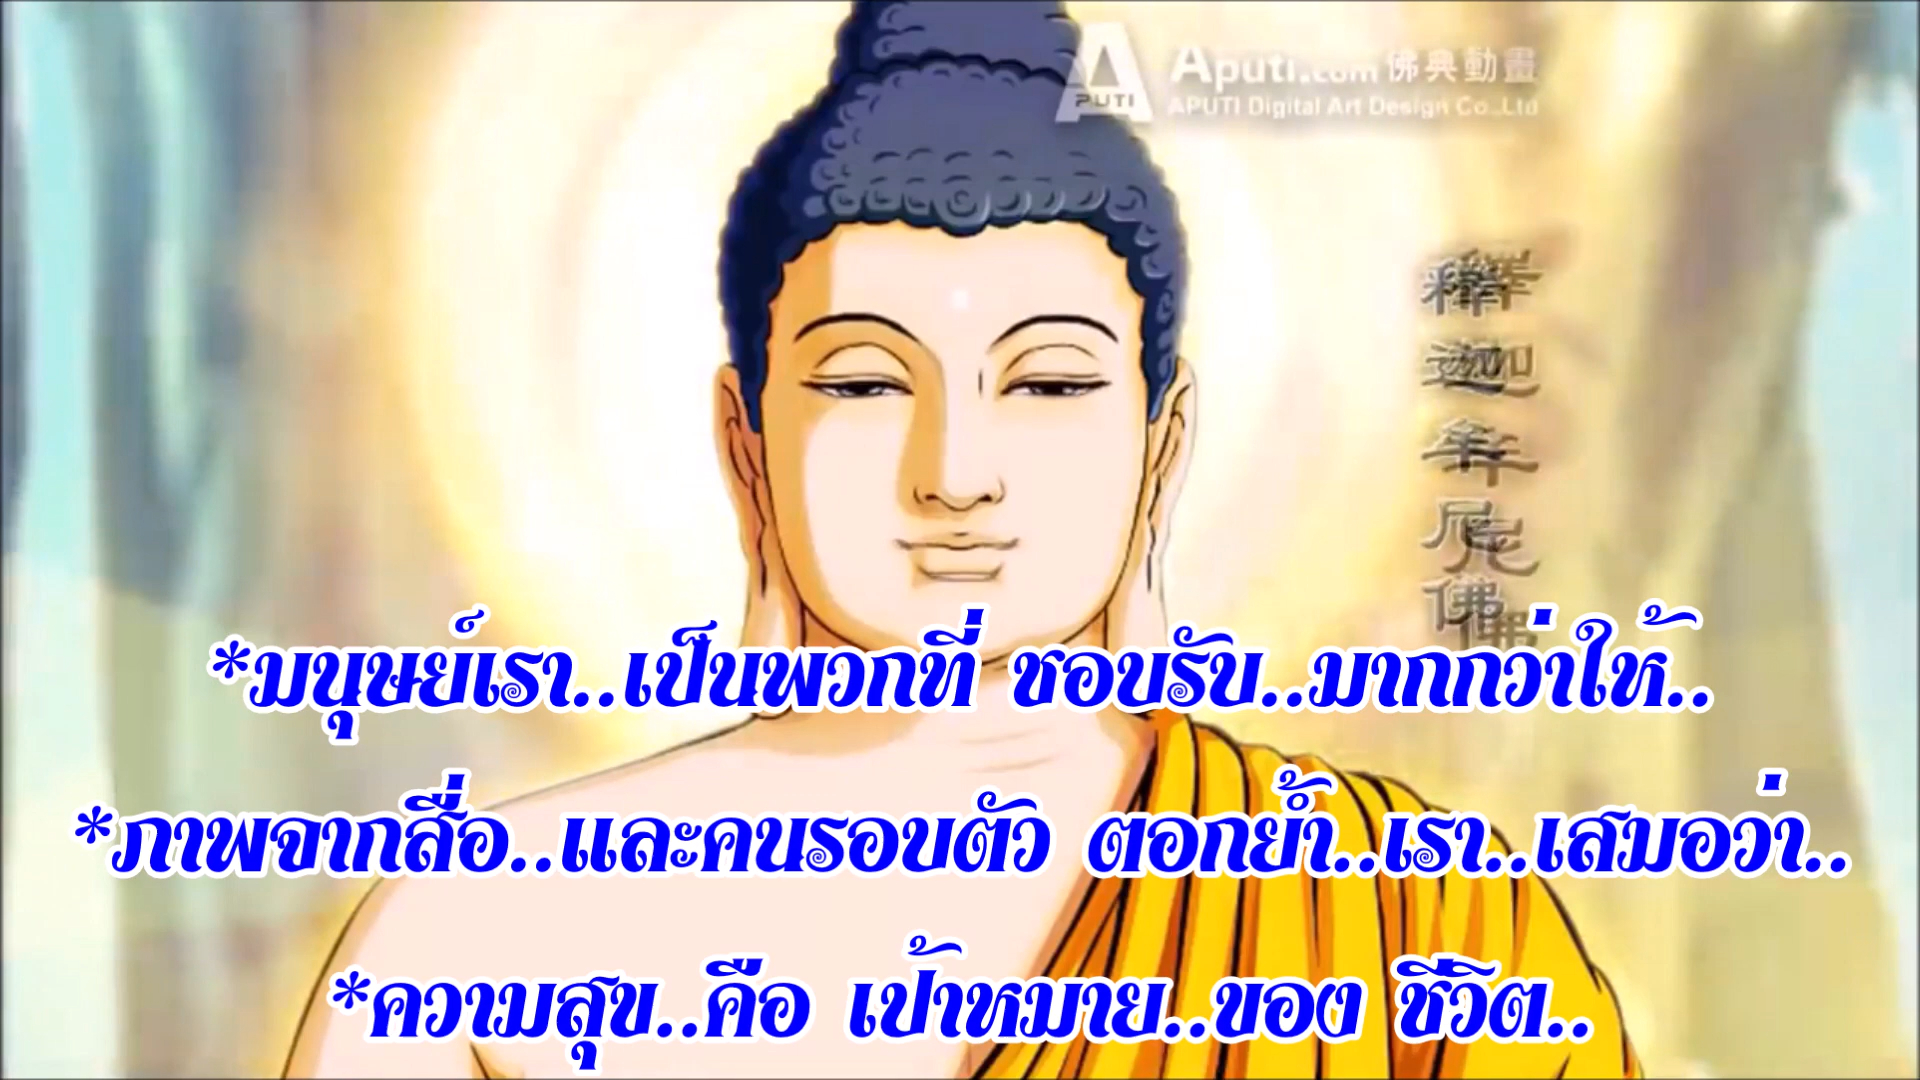 A
PUTI
Aputi.com 佛典動畫
APUTI Digital Art Design Co.,Ltd
釋迦牟尼佛
*มนุษย์เรา..เป็นพวกที่ ชอบรับ..มากกว่าให้..
*ภาพจากสื่อ..และคนรอบตัว ตอกย้ำ..เรา..เสมอว่า..
*ความสุข..คือ เป้าหมาย..ของ ชีวิต..